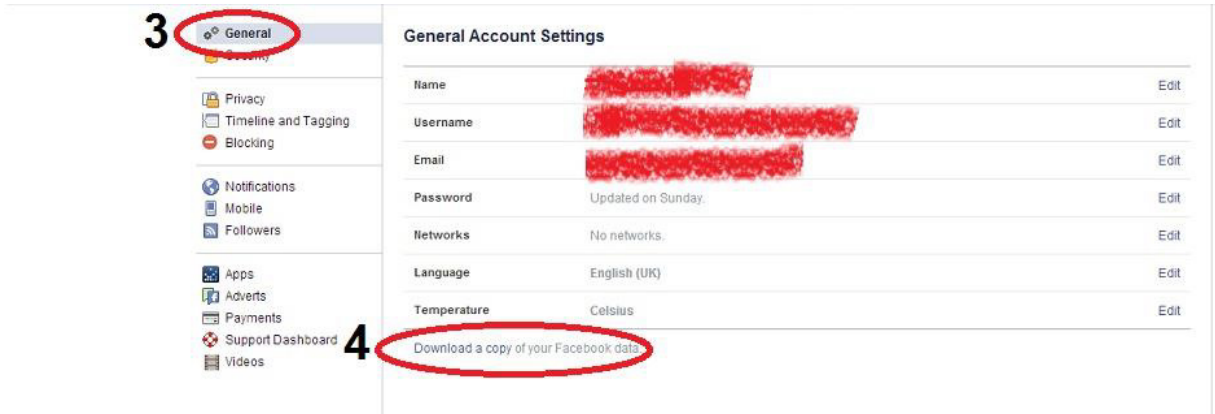 3
General
Security
Privacy
Timeline and Tagging
Blocking
Notifications
Mobile
Followers
Apps
Adverts
Payments
Support Dashboard
Videos
General Account Settings
Name Edit
Username Edit
Email Edit
Password Updated on Sunday. Edit
Networks No networks. Edit
Language English (UK) Edit
Temperature Celsius Edit
4
Download a copy of your Facebook data.